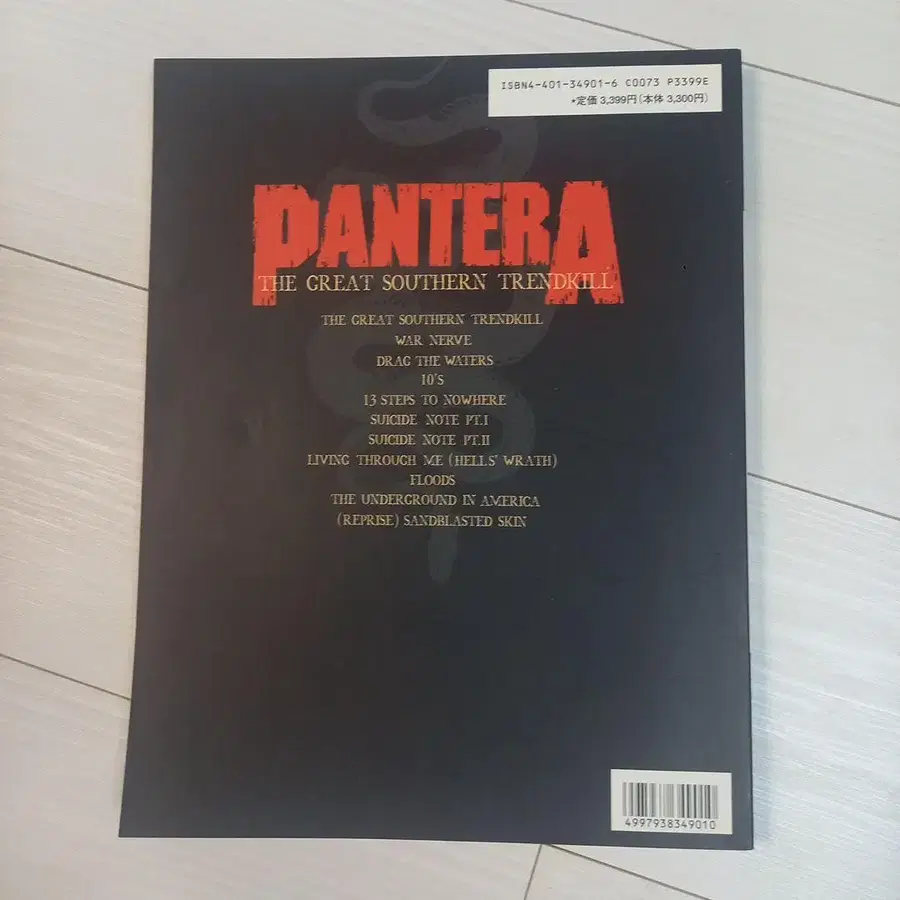 ISBN4-401-34901-6 C0073 P3399E
*定価 3,399円(本体 3,300円)
PANTERA
THE GREAT SOUTHERN TRENDKILL
THE GREAT SOUTHERN TRENDKILL
WAR NERVE
DRAG THE WATERS
10'S
13 STEPS TO NOWHERE
SUICIDE NOTE PT.I
SUICIDE NOTE PT.II
LIVING THROUGH ME (HELLS' WRATH)
FLOODS
THE UNDERGROUND IN AMERICA
(REPRISE) SANDBLASTED SKIN
4997938349010